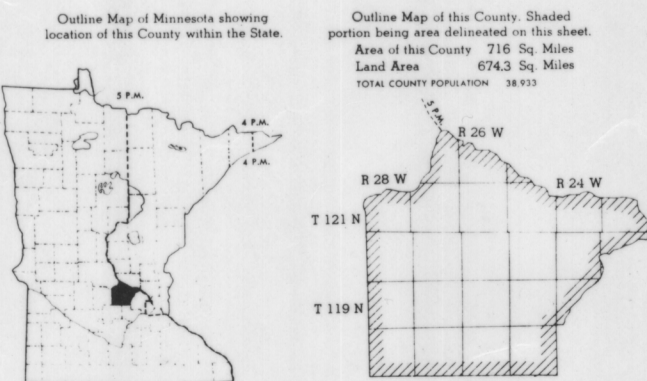 Outline Map of Minnesota showing
location of this County within the State.
5 P.M.
4 P.M.
4 P.M.
Outline Map of this County. Shaded
portion being area delineated on this sheet.
Area of this County 716 Sq. Miles
Land Area 674.3 Sq. Miles
TOTAL COUNTY POPULATION 38,933
5 P.M.
R 26 W
R 28 W
R 24 W
T 121 N
T 119 N